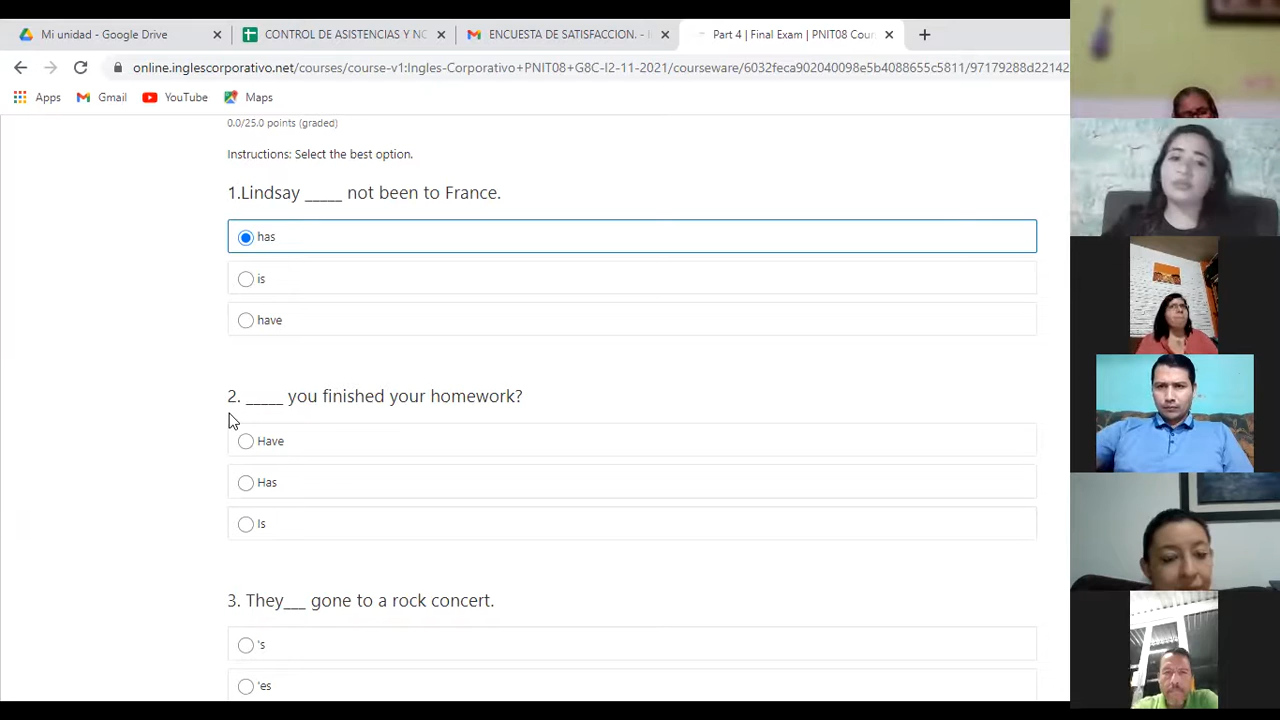 Mi unidad - Google Drive
CONTROL DE ASISTENCIAS Y NC
ENCUESTA DE SATISFACCION. -
Part 4 | Final Exam | PNIT08 Cour
online.inglescorporativo.net/courses/course-v1:Ingles-Corporativo+PNIT08+G8C-I2-11-2021/courseware/6032feca902040098e5b4088655c5811/97179288d22142
Apps
Gmail
YouTube
Maps
0.0/25.0 points (graded)
Instructions: Select the best option.
1.Lindsay _____ not been to France.
has
is
have
2. _____ you finished your homework?
Have
Has
Is
3. They___ gone to a rock concert.
's
'es